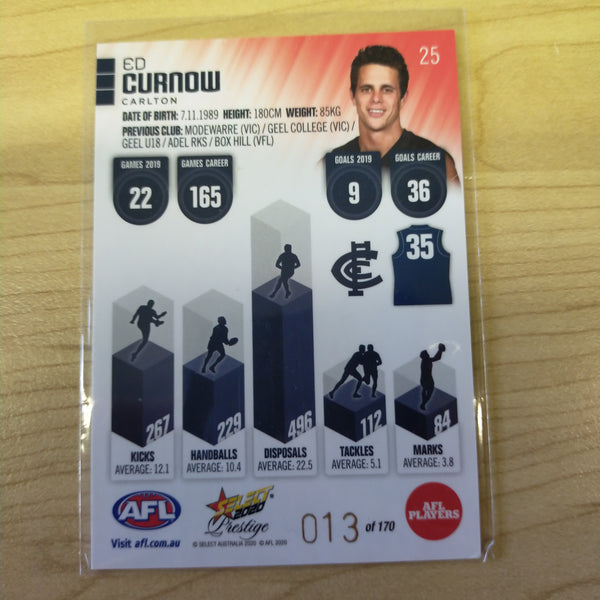 25
ED
CURNOW
CARLTON
DATE OF BIRTH: 7.11.1989 HEIGHT: 180CM WEIGHT: 85KG
PREVIOUS CLUB: MODEWARRE (VIC) / GEEL COLLEGE (VIC) /
GEEL U18 / ADEL RKS / BOX HILL (VFL)
GAMES 2019
22
GAMES CAREER
165
GOALS 2019
9
GOALS CAREER
36
CFC
35
267
229
496
112
84
KICKS
AVERAGE: 12.1
HANDBALLS
AVERAGE: 10.4
DISPOSALS
AVERAGE: 22.5
TACKLES
AVERAGE: 5.1
MARKS
AVERAGE: 3.8
AFL
Visit afl.com.au
SELECT
2020
Prestige
© SELECT AUSTRALIA 2020 © AFL 2020
013 of 170
AFL
PLAYERS